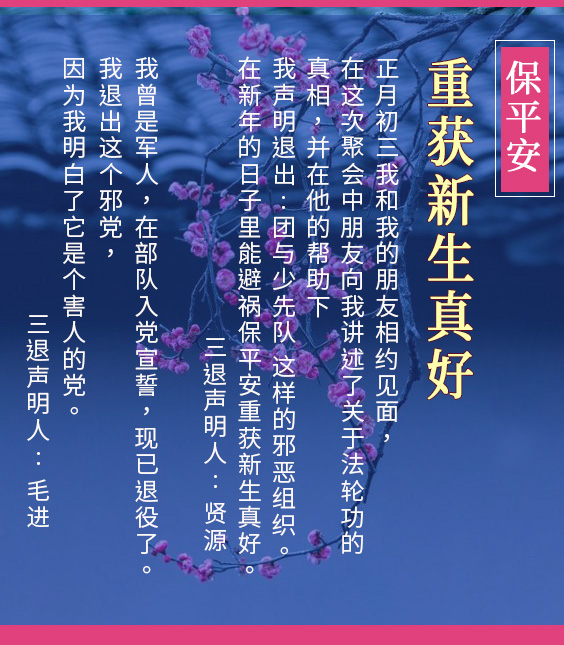 保平安
重获新生真好
正月初三我和我的朋友相约见面，
在这次聚会中朋友向我讲述了关于法轮功的
真相，并在他的帮助下
我声明退出：团与少先队 这样的邪恶组织。
在新年的日子里能避祸保平安重获新生真好。
三退声明人：贤源
我曾是军人，在部队入党宣誓，现已退役了。
我退出这个邪党，
因为我明白了它是个害人的党。
三退声明人：毛进